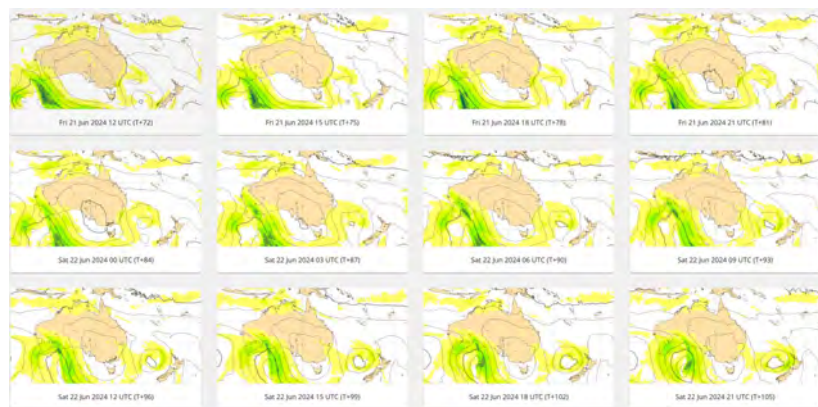 Fri 21 Jun 2024 12 UTC (T+72)
Fri 21 Jun 2024 15 UTC (T+75)
Fri 21 Jun 2024 18 UTC (T+78)
Fri 21 Jun 2024 21 UTC (T+81)
Sat 22 Jun 2024 00 UTC (T+84)
Sat 22 Jun 2024 03 UTC (T+87)
Sat 22 Jun 2024 06 UTC (T+90)
Sat 22 Jun 2024 09 UTC (T+93)
Sat 22 Jun 2024 12 UTC (T+96)
Sat 22 Jun 2024 15 UTC (T+99)
Sat 22 Jun 2024 18 UTC (T+102)
Sat 22 Jun 2024 21 UTC (T+105)